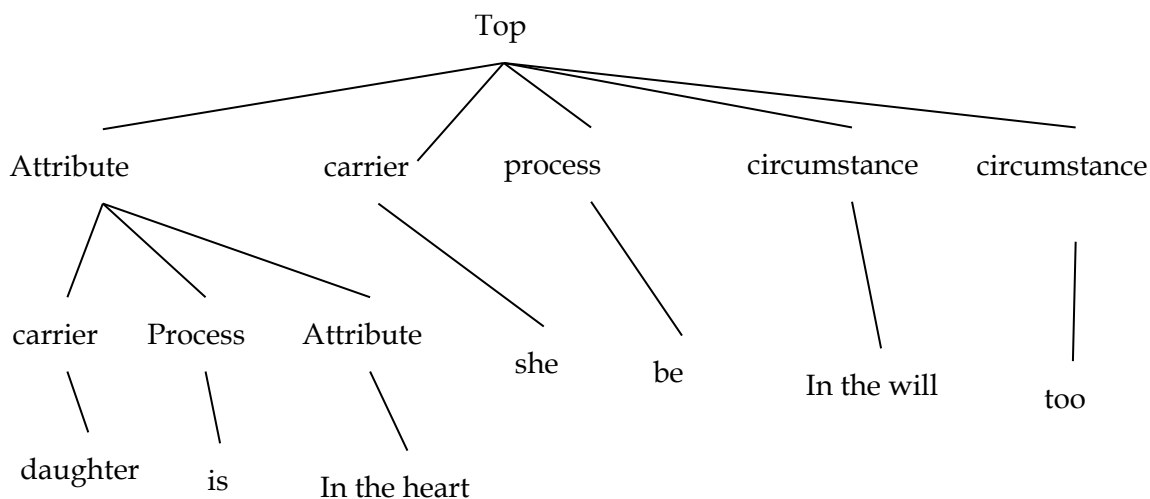 Top
Attribute carrier process circumstance circumstance
carrier Process Attribute
she be In the will too
daughter is In the heart